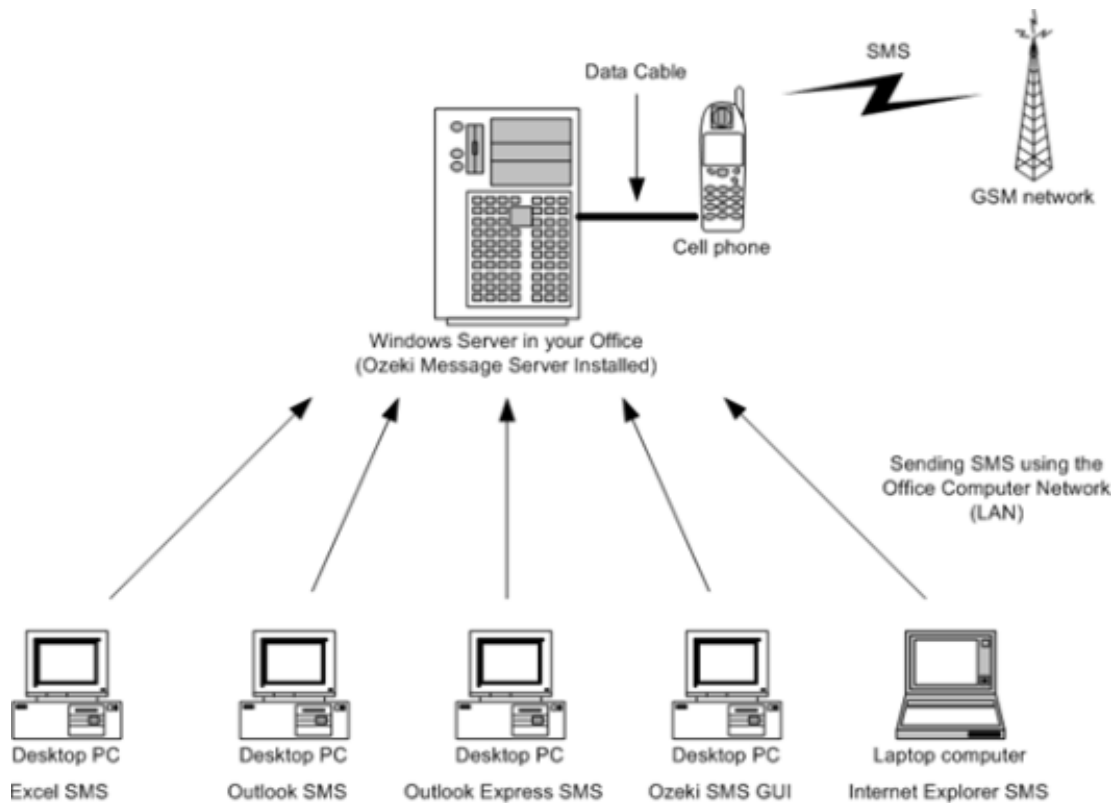 SMS
Data Cable
GSM network
Cell phone
Windows Server in your Office
(Ozeki Message Server Installed)
Sending SMS using the
Office Computer Network
(LAN)
Desktop PC
Desktop PC
Desktop PC
Desktop PC
Laptop computer
Excel SMS
Outlook SMS
Outlook Express SMS
Ozeki SMS GUI
Internet Explorer SMS